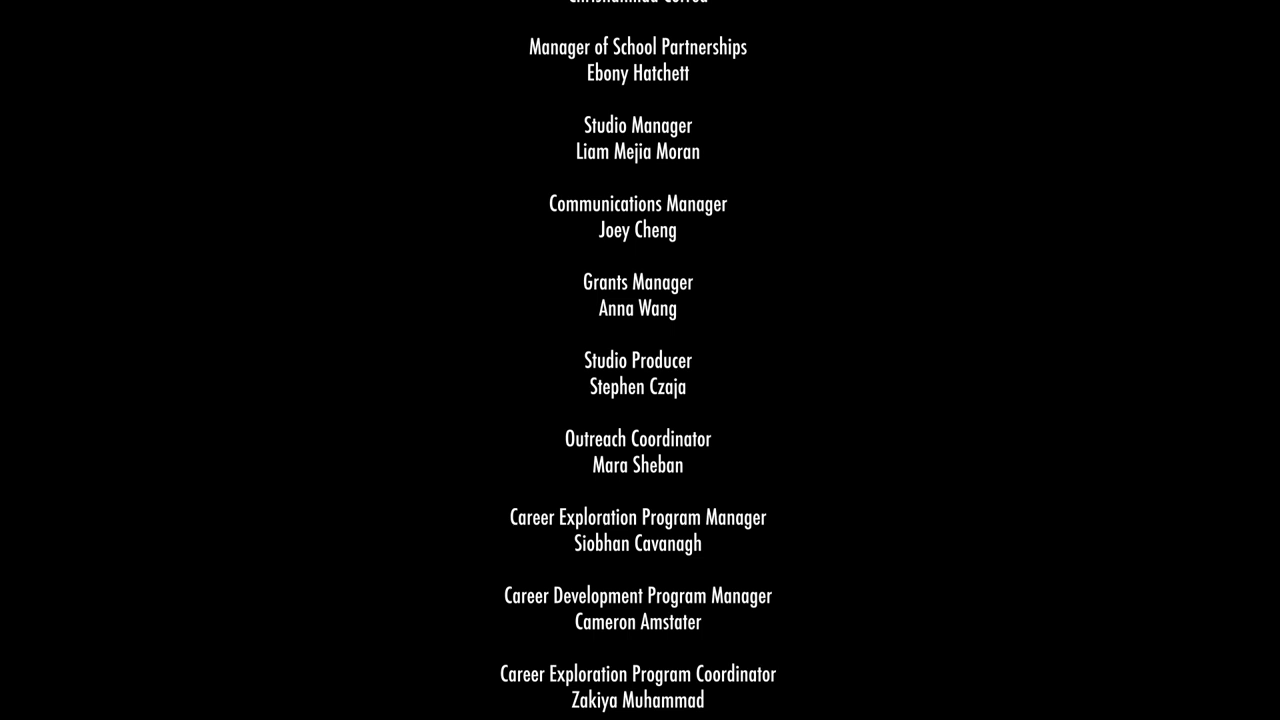 Manager of School Partnerships
Ebony Hatchett
Studio Manager
Liam Mejia Moran
Communications Manager
Joey Cheng
Grants Manager
Anna Wang
Studio Producer
Stephen Czaja
Outreach Coordinator
Mara Sheban
Career Exploration Program Manager
Siobhan Cavanagh
Career Development Program Manager
Cameron Amstater
Career Exploration Program Coordinator
Zakiya Muhammad